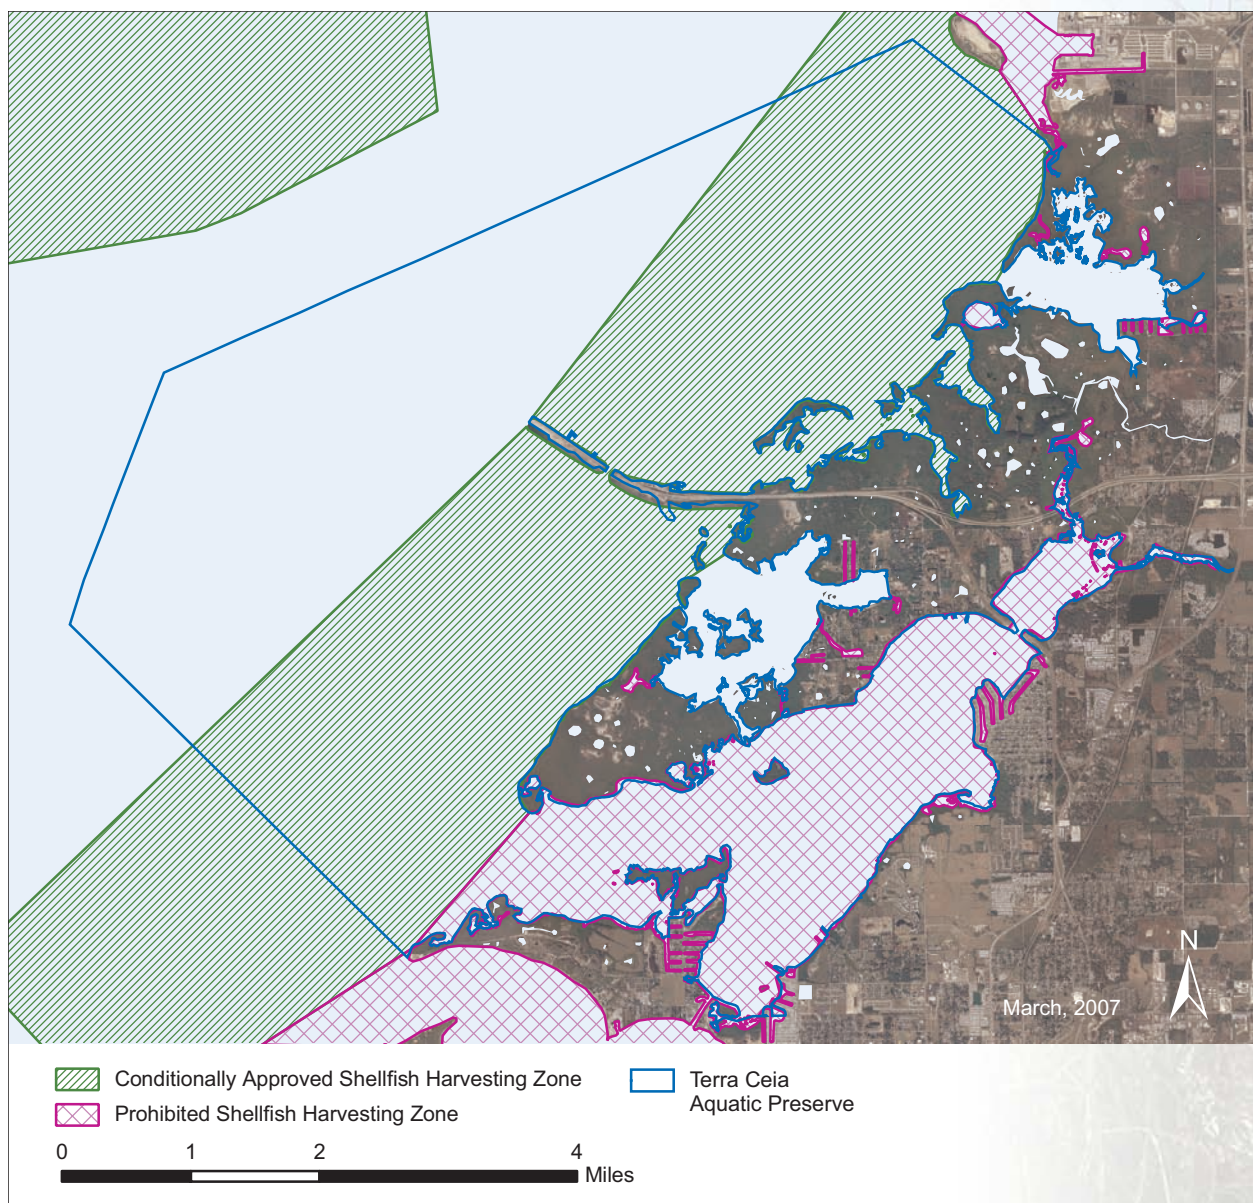 N
March, 2007
Conditionally Approved Shellfish Harvesting Zone
Prohibited Shellfish Harvesting Zone
Terra Ceia
Aquatic Preserve
0 1 2 4
Miles